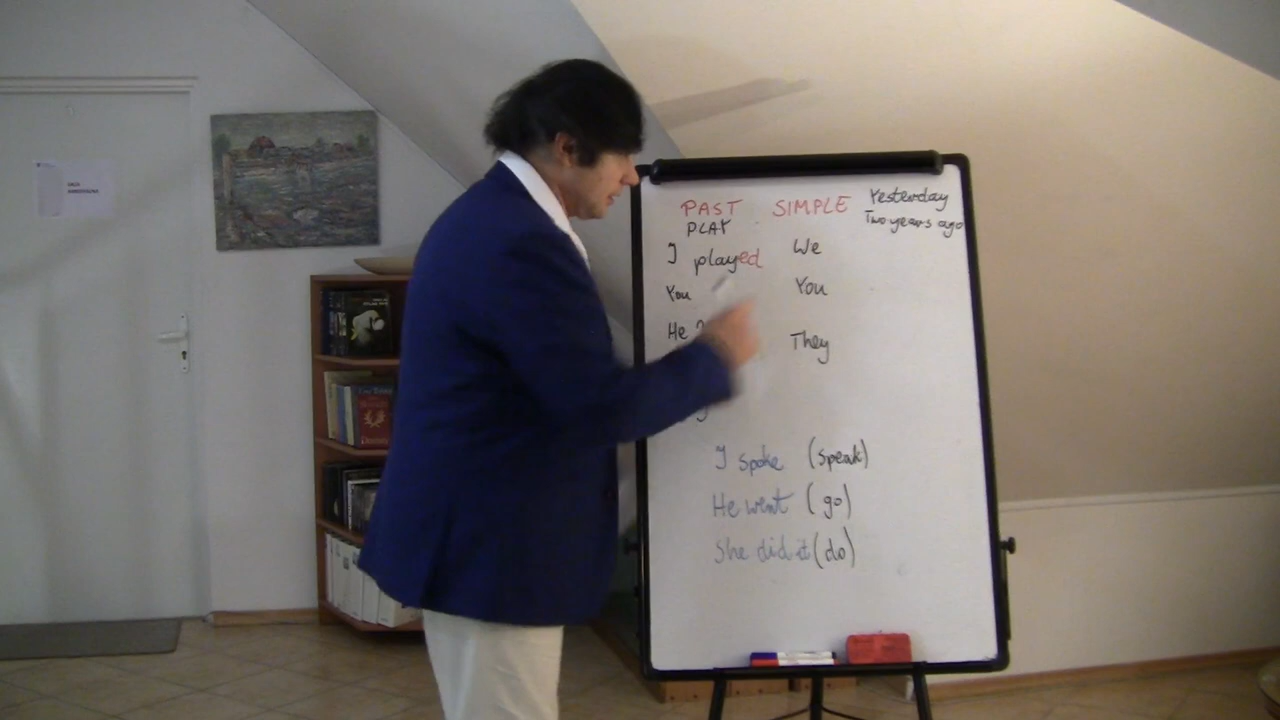 PAST SIMPLE Yesterday
PLAY Two years ago
I played We
You You
He They
I spoke (speak)
He went (go)
She did it (do)